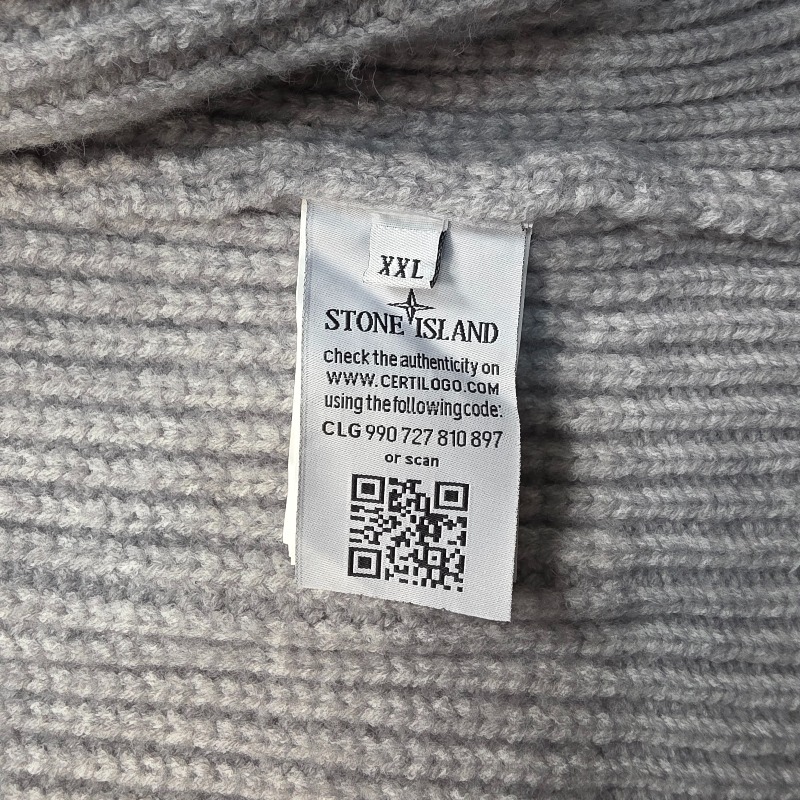 XXL
STONE ISLAND
check the authenticity on
WWW.CERTILOGO.COM
using the following code:
CLG 990 727 810 897
or scan